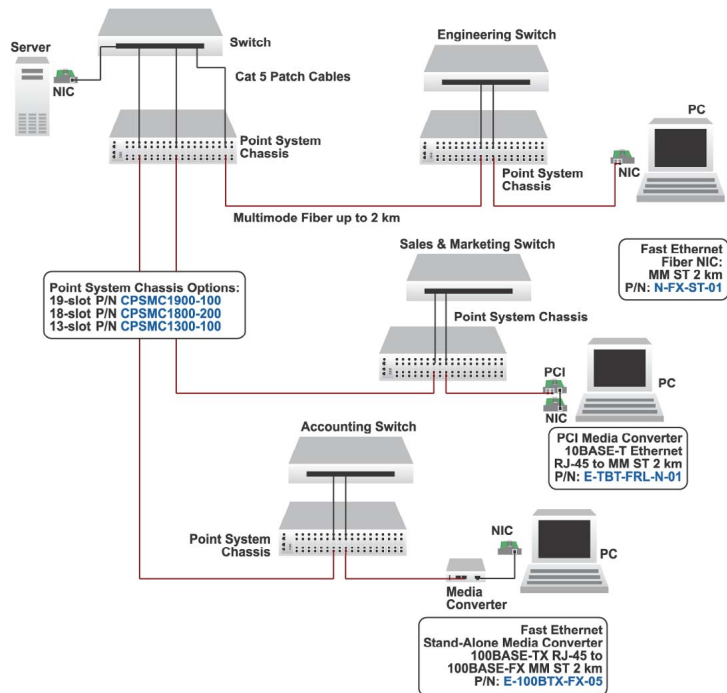 Server
NIC
Switch
Cat 5 Patch Cables
Point System
Chassis
Engineering Switch
Point System
Chassis
PC
NIC
Multimode Fiber up to 2 km
Fast Ethernet
Fiber NIC:
MM ST 2 km
P/N: N-FX-ST-01
Point System Chassis Options:
19-slot P/N CPSMC1900-100
18-slot P/N CPSMC1800-200
13-slot P/N CPSMC1300-100
Sales & Marketing Switch
Point System Chassis
PCI
NIC
PC
PCI Media Converter
10BASE-T Ethernet
RJ-45 to MM ST 2 km
P/N: E-TBT-FRL-N-01
Accounting Switch
Point System
Chassis
NIC
PC
Media
Converter
Fast Ethernet
Stand-Alone Media Converter
100BASE-TX RJ-45 to
100BASE-FX MM ST 2 km
P/N: E-100BTX-FX-05